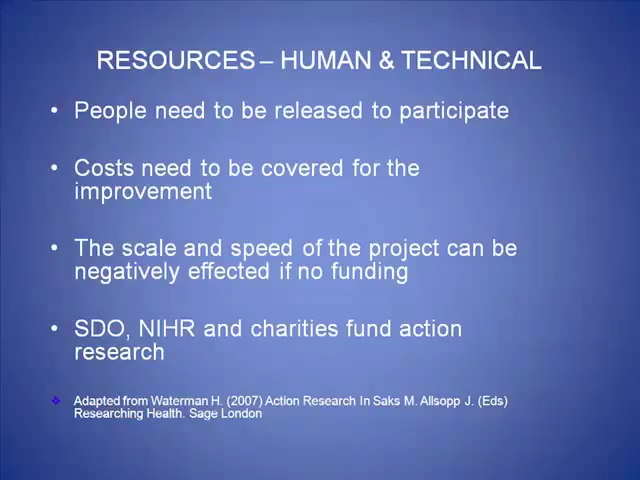 RESOURCES – HUMAN & TECHNICAL
• People need to be released to participate
• Costs need to be covered for the
improvement
• The scale and speed of the project can be
negatively effected if no funding
• SDO, NIHR and charities fund action
research
❖ Adapted from Waterman H. (2007) Action Research In Saks M. Allsopp J. (Eds)
Researching Health. Sage London